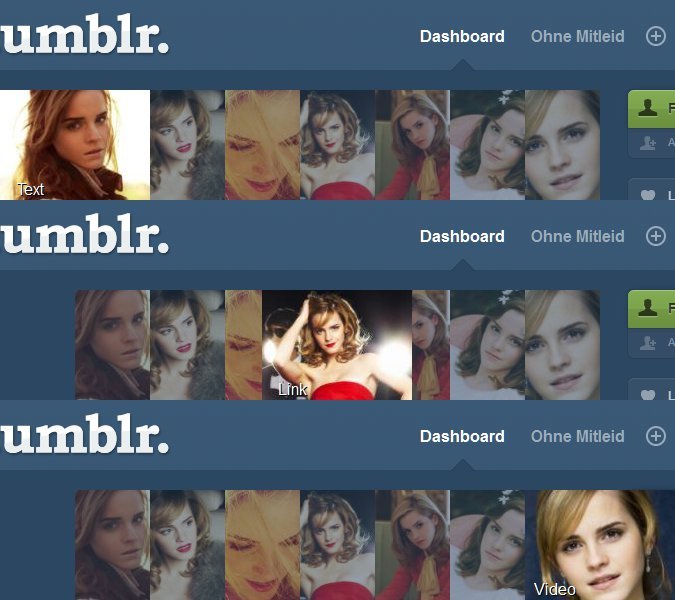 umblr.
Dashboard
Ohne Mitleid
Text
umblr.
Dashboard
Ohne Mitleid
Link
umblr.
Dashboard
Ohne Mitleid
Video